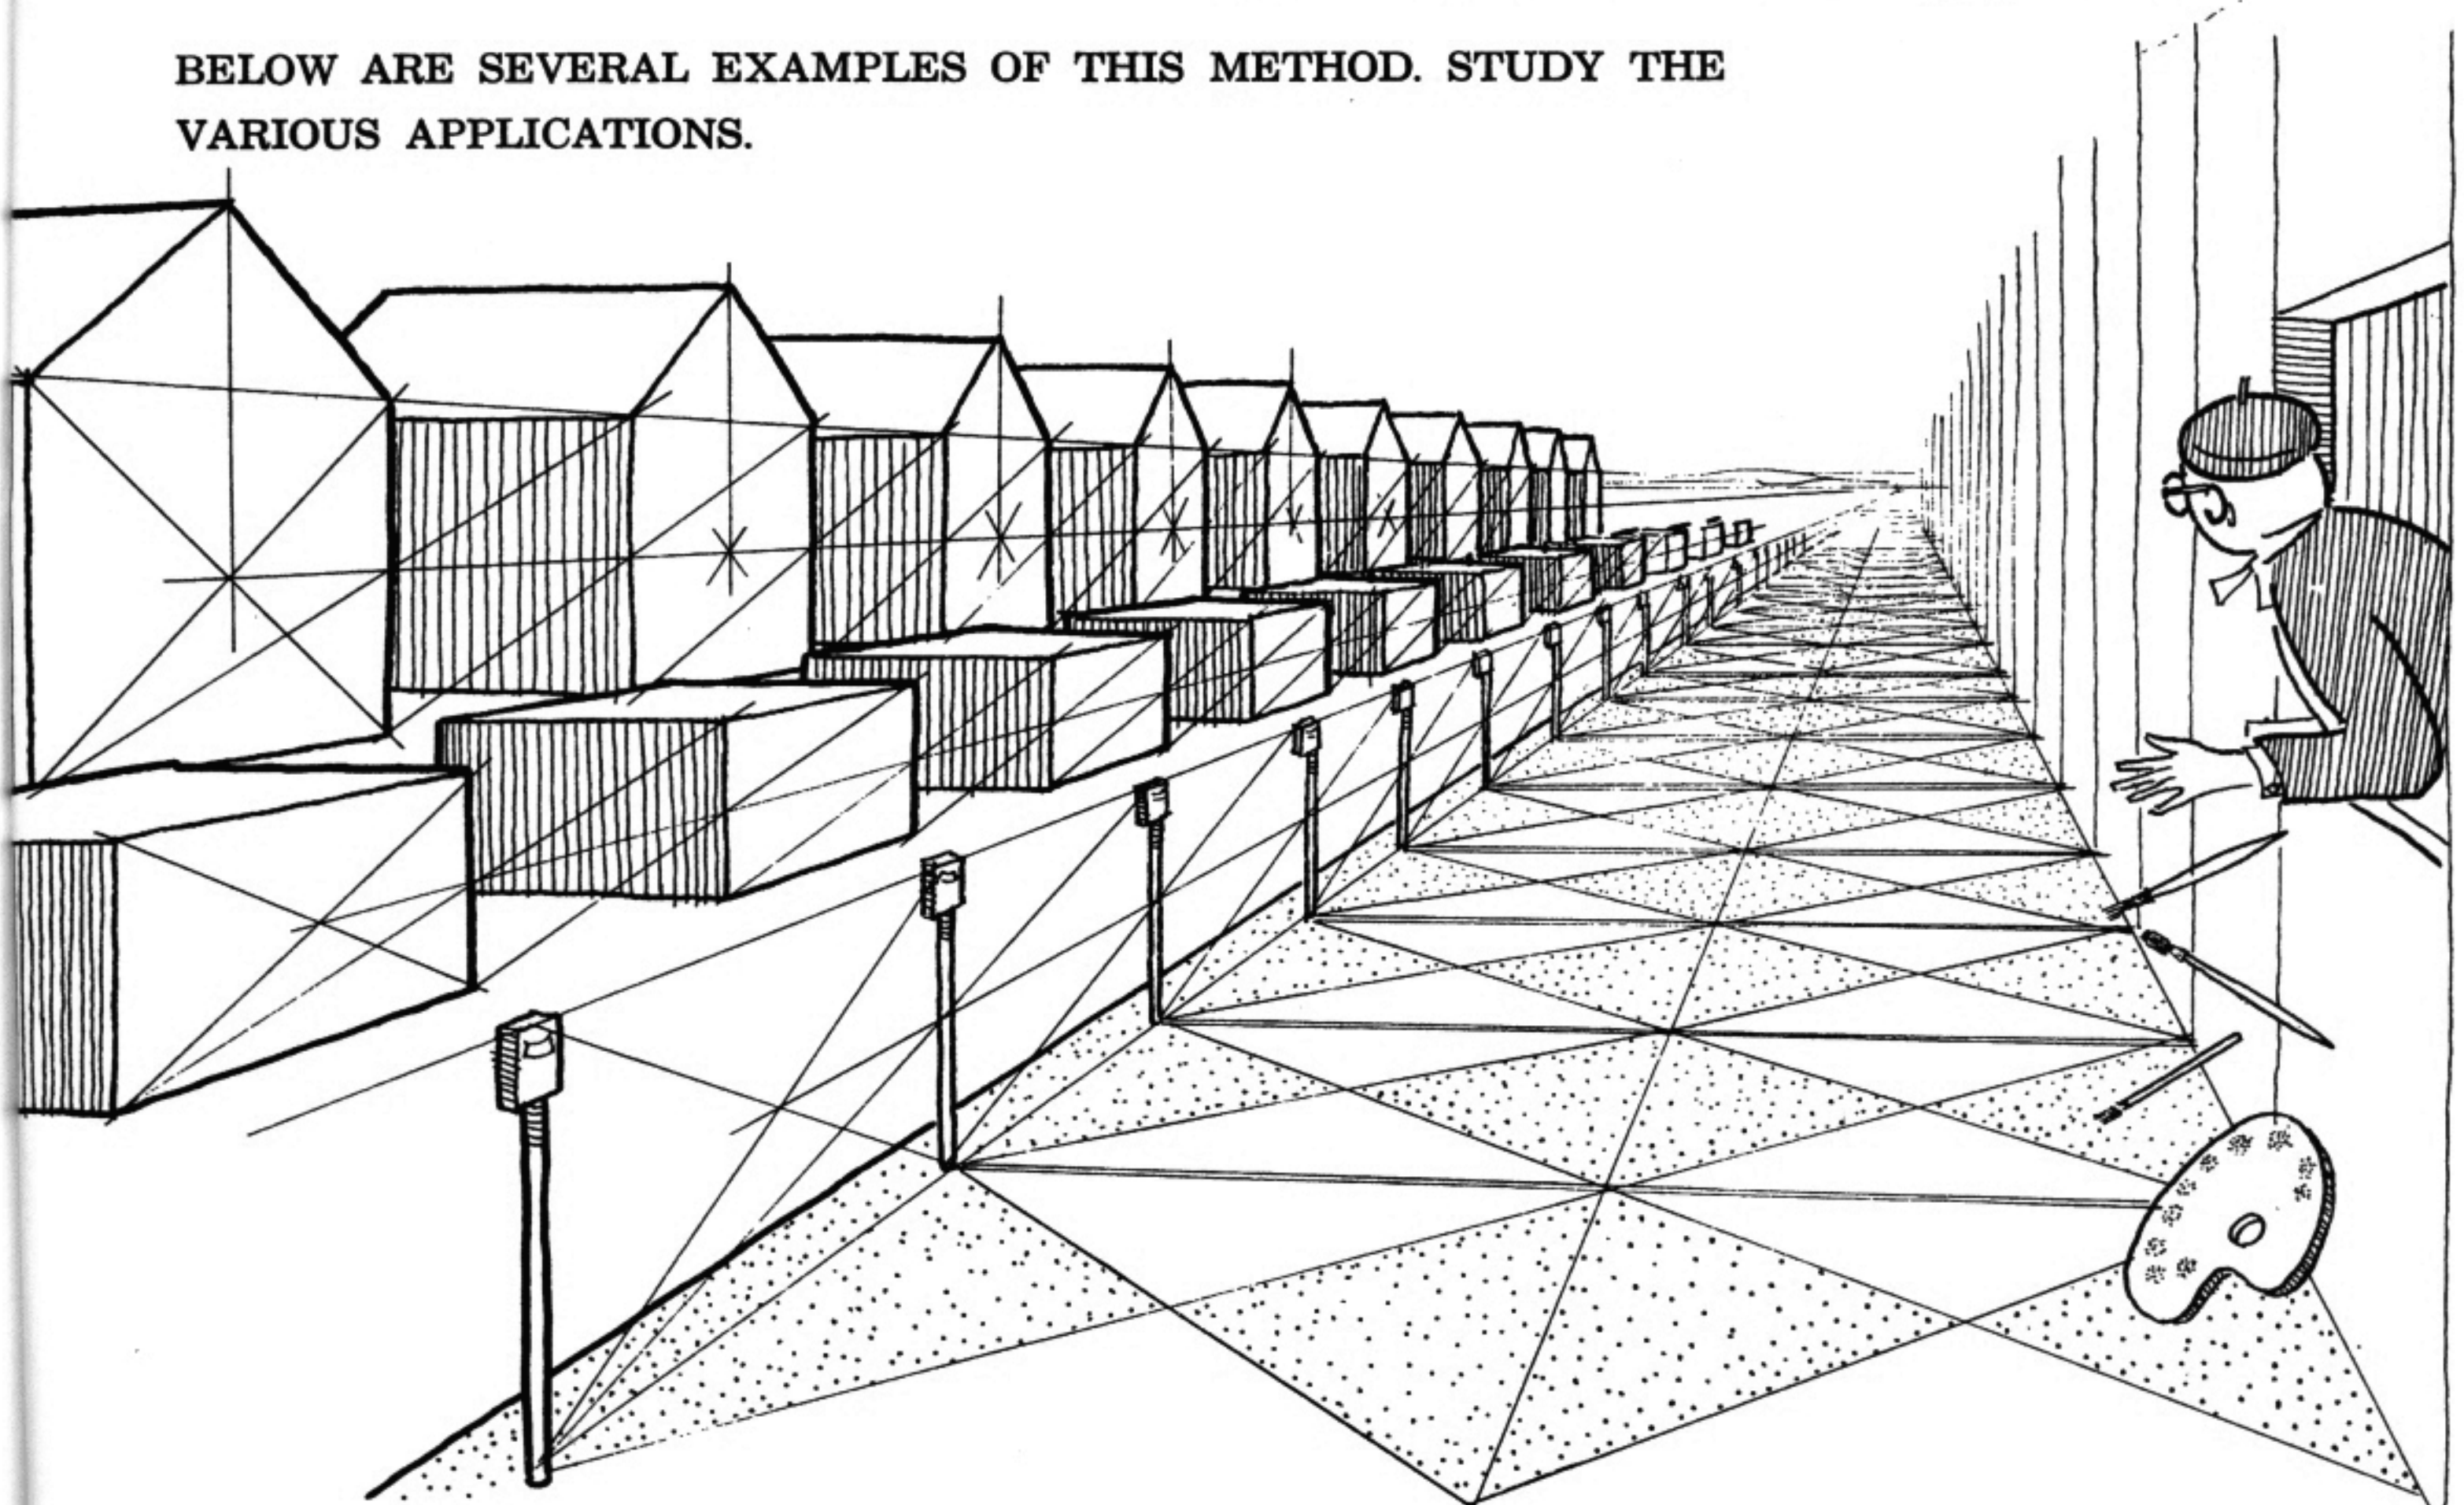 BELOW ARE SEVERAL EXAMPLES OF THIS METHOD. STUDY THE
VARIOUS APPLICATIONS.